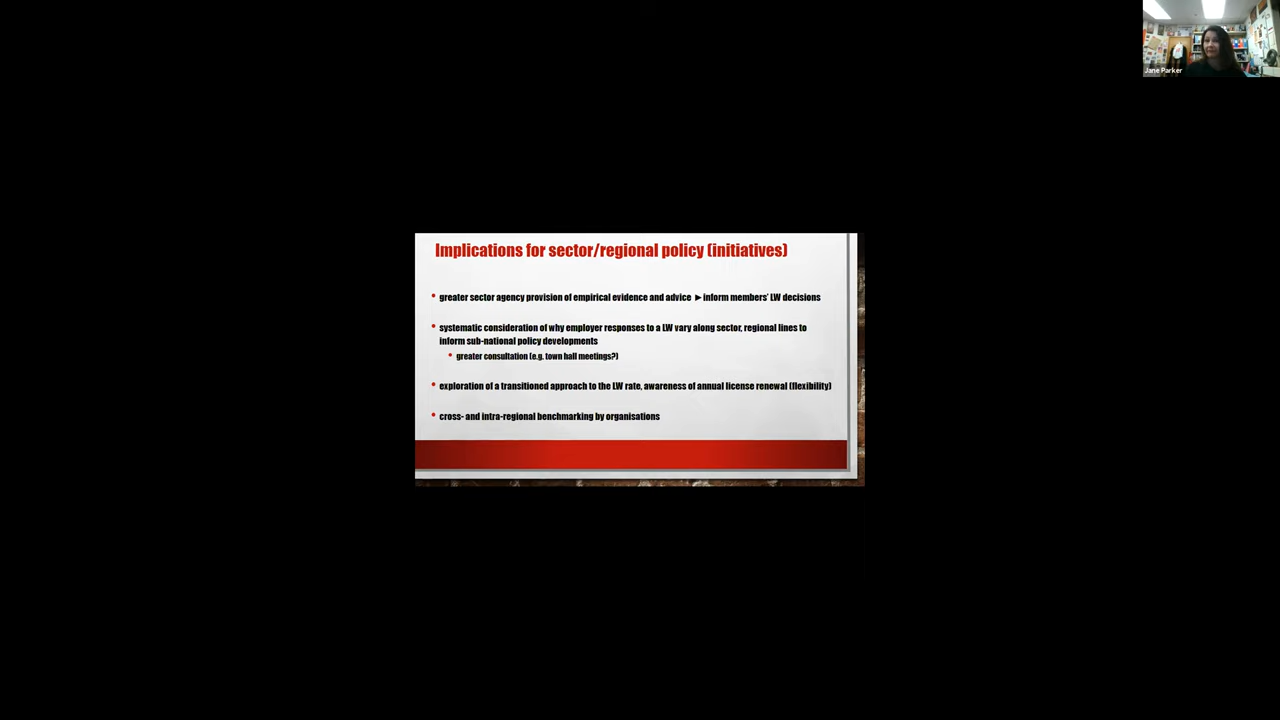 Jane Parker
Implications for sector/regional policy (initiatives)
• greater sector agency provision of empirical evidence and advice ►inform members' LW decisions
• systematic consideration of why employer responses to a LW vary along sector, regional lines to
inform sub-national policy developments
• greater consultation (e.g. town hall meetings?)
• exploration of a transitioned approach to the LW rate, awareness of annual license renewal (flexibility)
• cross- and intra-regional benchmarking by organisations